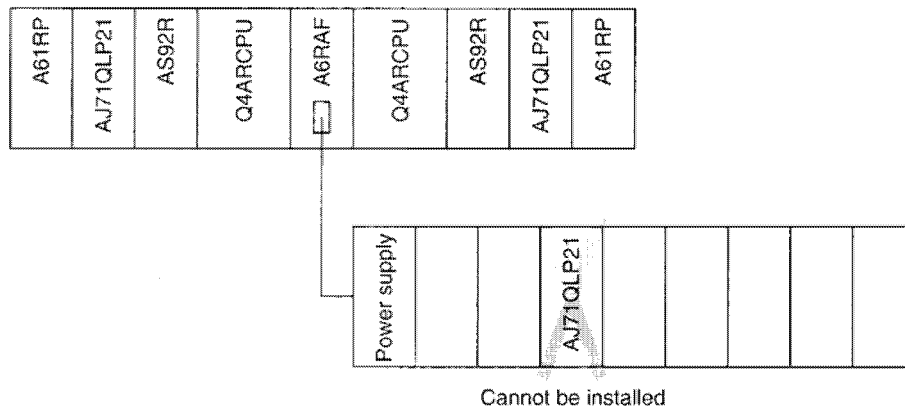 A61RP
AJ71QLP21
AS92R
Q4ARCPU
A6RAF
Q4ARCPU
AS92R
AJ71QLP21
A61RP
Power supply
AJ71QLP21
Cannot be installed